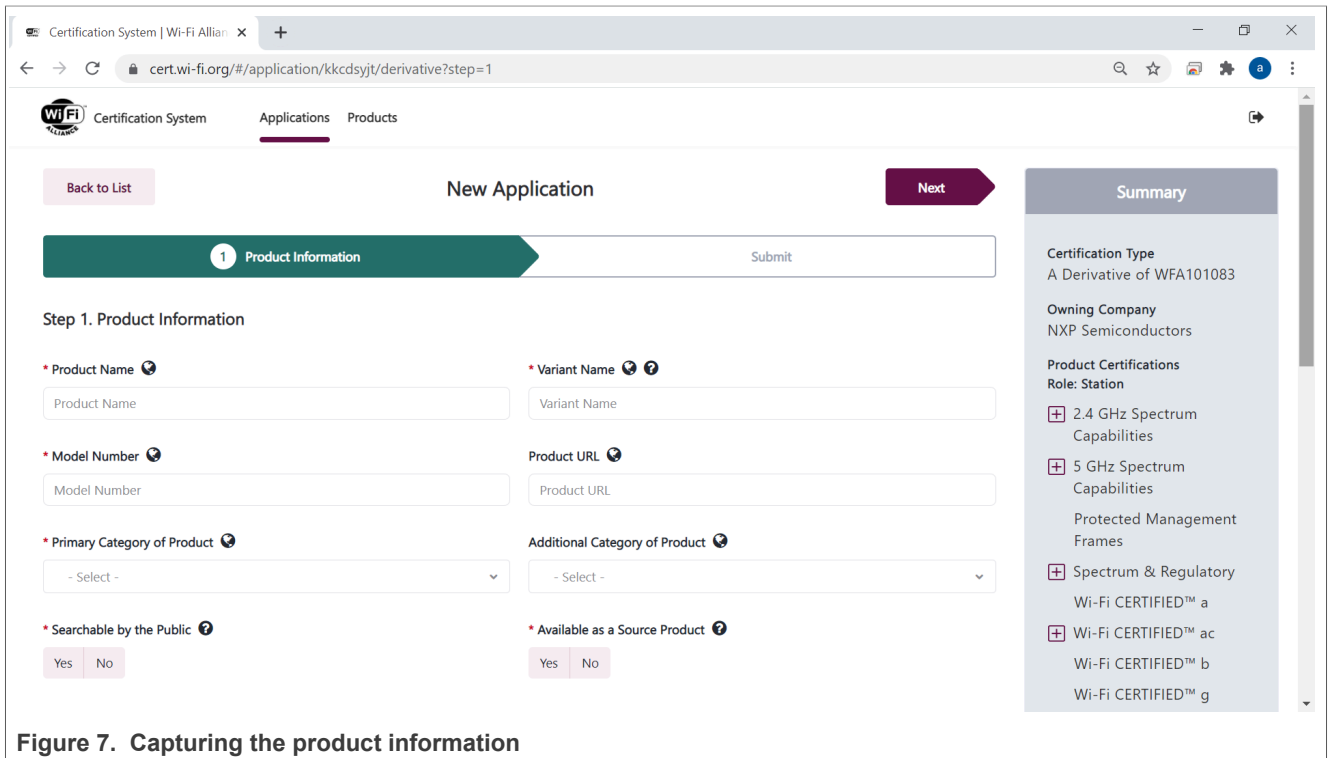 Certification System | Wi-Fi Allian
cert.wi-fi.org/#/application/kkcdsyjt/derivative?step=1
a
Wi Fi
ALLIANCE
Certification System
Applications
Products
Back to List
New Application
Next
1 Product Information
Submit
Step 1. Product Information
* Product Name
* Variant Name
Product Name
Variant Name
* Model Number
Product URL
Model Number
Product URL
* Primary Category of Product
Additional Category of Product
- Select -
- Select -
* Searchable by the Public
* Available as a Source Product
Yes No
Yes No
Summary
Certification Type
A Derivative of WFA101083
Owning Company
NXP Semiconductors
Product Certifications
Role: Station
2.4 GHz Spectrum
Capabilities
5 GHz Spectrum
Capabilities
Protected Management
Frames
Spectrum & Regulatory
Wi-Fi CERTIFIED™ a
Wi-Fi CERTIFIED™ ac
Wi-Fi CERTIFIED™ b
Wi-Fi CERTIFIED™ g
Figure 7. Capturing the product information